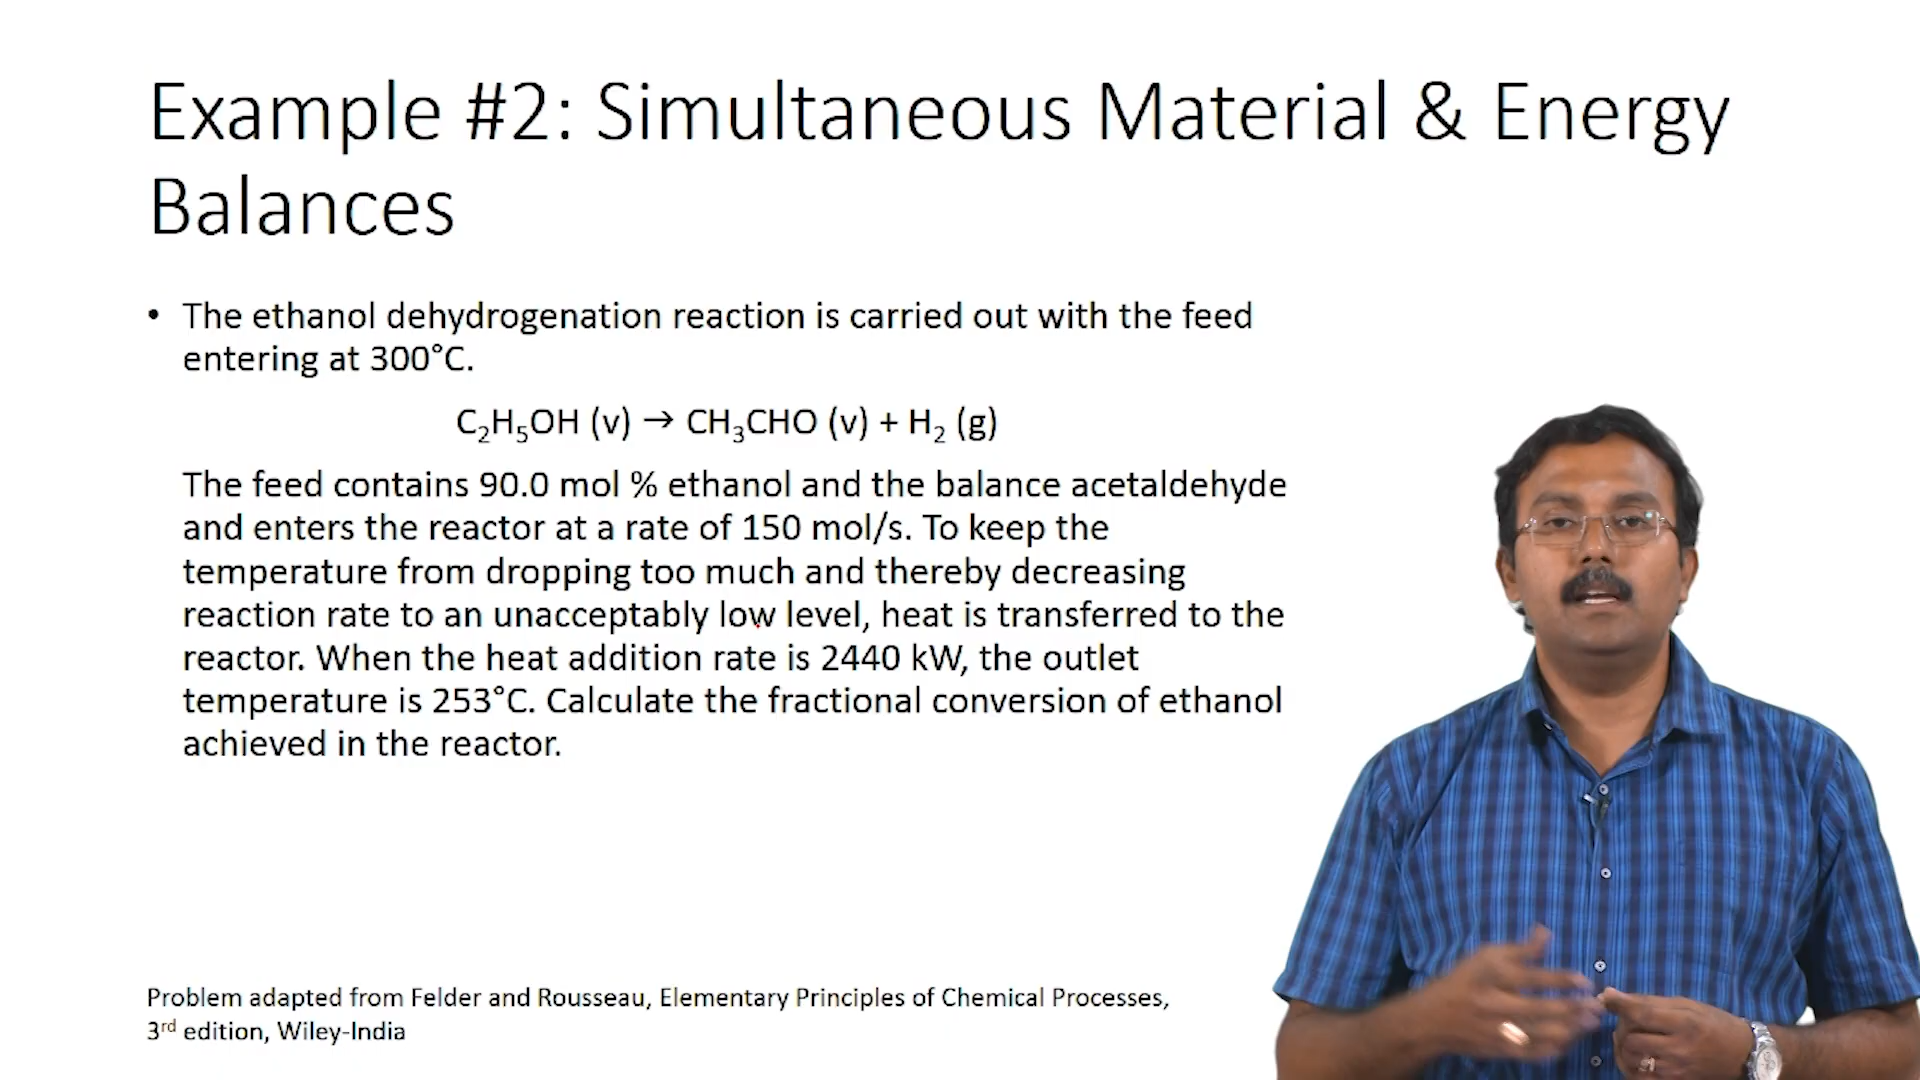 Example #2: Simultaneous Material & Energy
Balances
• The ethanol dehydrogenation reaction is carried out with the feed
entering at 300°C.
C₂H₅OH (v) → CH₃CHO (v) + H₂ (g)
The feed contains 90.0 mol % ethanol and the balance acetaldehyde
and enters the reactor at a rate of 150 mol/s. To keep the
temperature from dropping too much and thereby decreasing
reaction rate to an unacceptably low level, heat is transferred to the
reactor. When the heat addition rate is 2440 kW, the outlet
temperature is 253°C. Calculate the fractional conversion of ethanol
achieved in the reactor.
Problem adapted from Felder and Rousseau, Elementary Principles of Chemical Processes,
3rd edition, Wiley-India